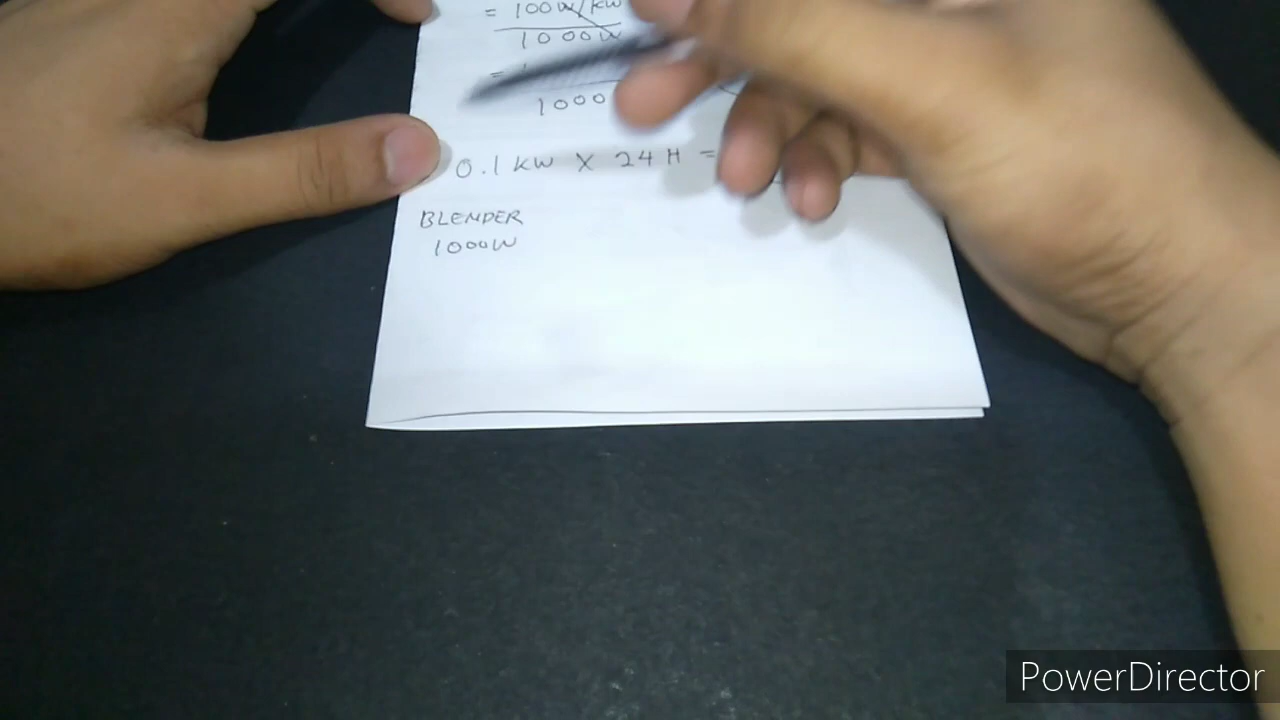 = 100W/KW
1000W
=
1000
0.1 KW X 24 H =
BLENDER
1000W
PowerDirector